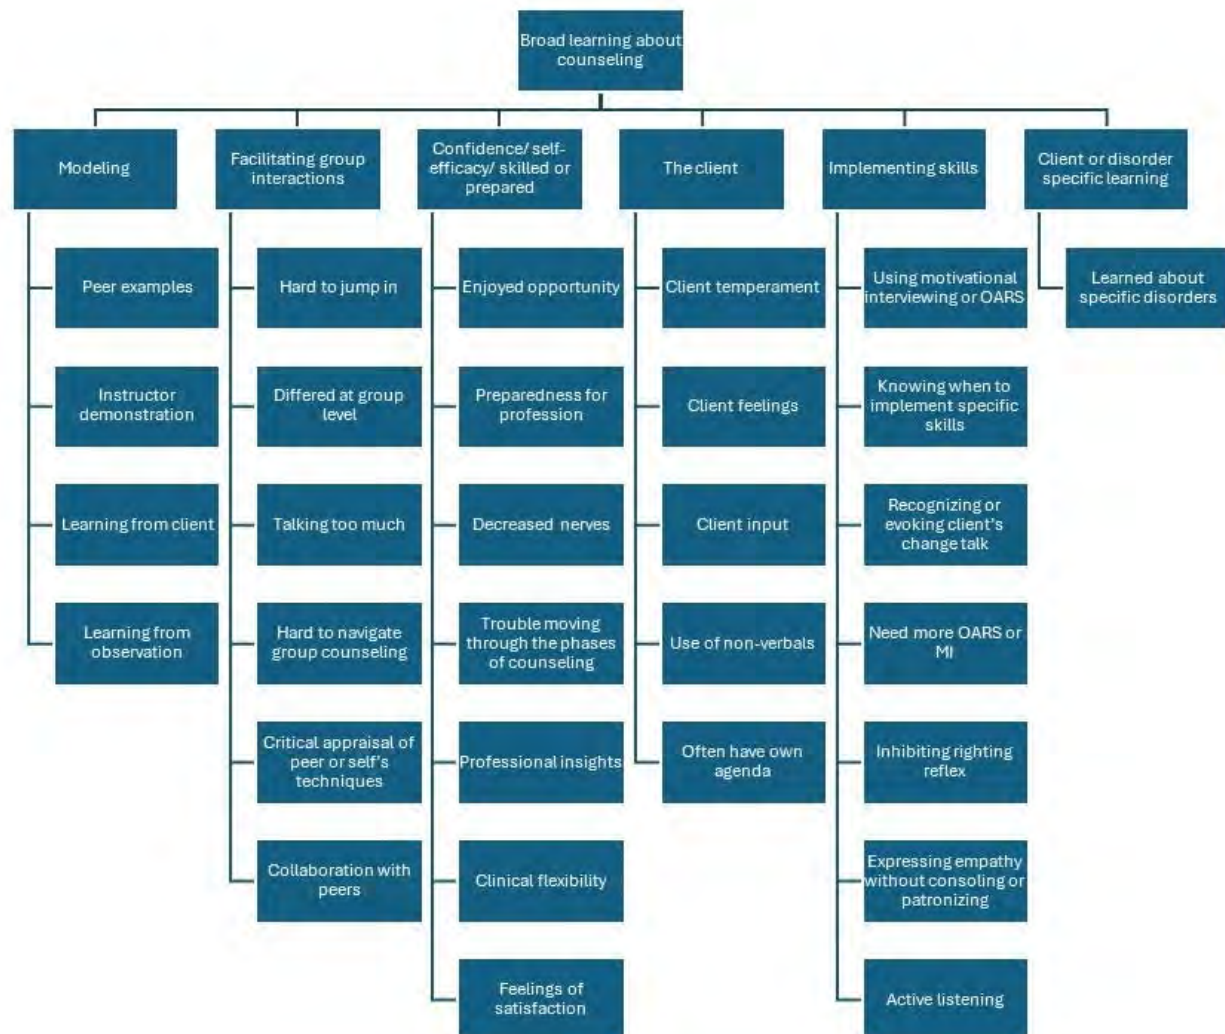 Broad learning about
counseling
Modeling
Facilitating group
interactions
Confidence/ self-
efficacy/ skilled or
prepared
The client
Implementing skills
Client or disorder
specific learning
Peer examples
Instructor
demonstration
Learning from client
Learning from
observation
Hard to jump in
Differed at group
level
Talking too much
Hard to navigate
group counseling
Critical appraisal of
peer or self's
techniques
Collaboration with
peers
Enjoyed opportunity
Preparedness for
profession
Decreased nerves
Trouble moving
through the phases
of counseling
Professional insights
Clinical flexibility
Feelings of
satisfaction
Client temperament
Client feelings
Client input
Use of non-verbals
Often have own
agenda
Using motivational
interviewing or OARS
Knowing when to
implement specific
skills
Recognizing or
evoking client's
change talk
Need more OARS or
MI
Inhibiting righting
reflex
Expressing empathy
without consoling or
patronizing
Active listening
Learned about
specific disorders